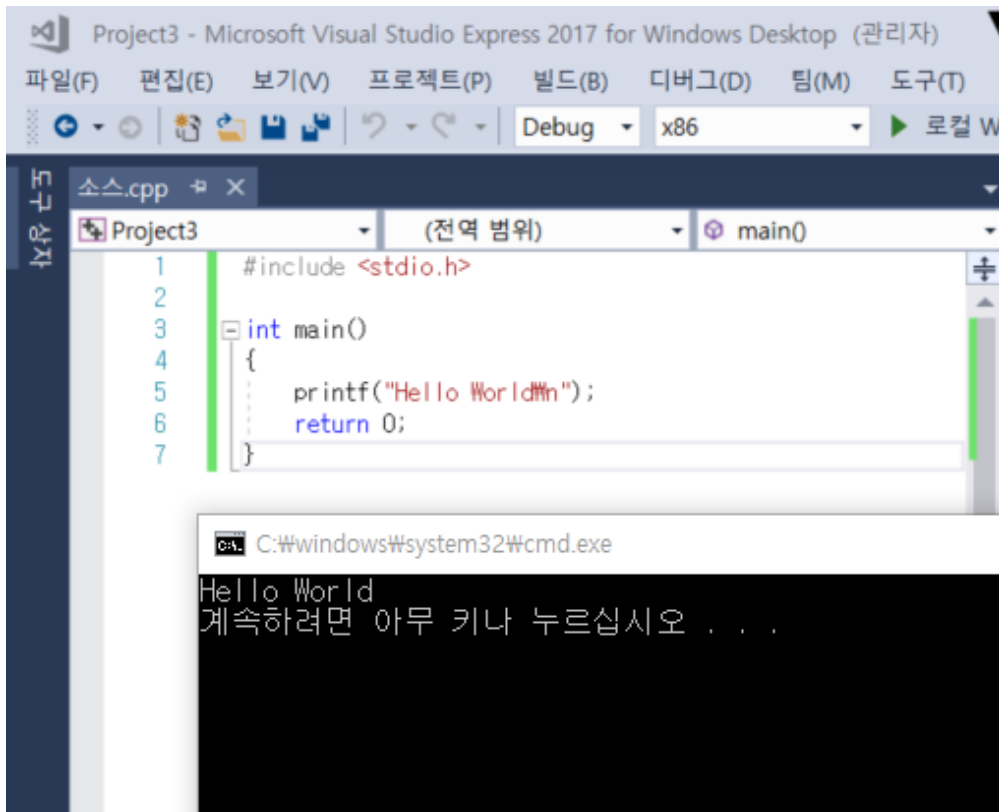 Project3 - Microsoft Visual Studio Express 2017 for Windows Desktop (관리자)
파일(F) 편집(E) 보기(V) 프로젝트(P) 빌드(B) 디버그(D) 팀(M) 도구(T)
Debug x86 로컬 W
도구 상자
소스.cpp
Project3 (전역 범위) main()
1 #include <stdio.h>
2
3 int main()
4 {
5 printf("Hello World₩n");
6 return 0;
7 }
C:₩windows₩system32₩cmd.exe
Hello World
계속하려면 아무 키나 누르십시오 . . .